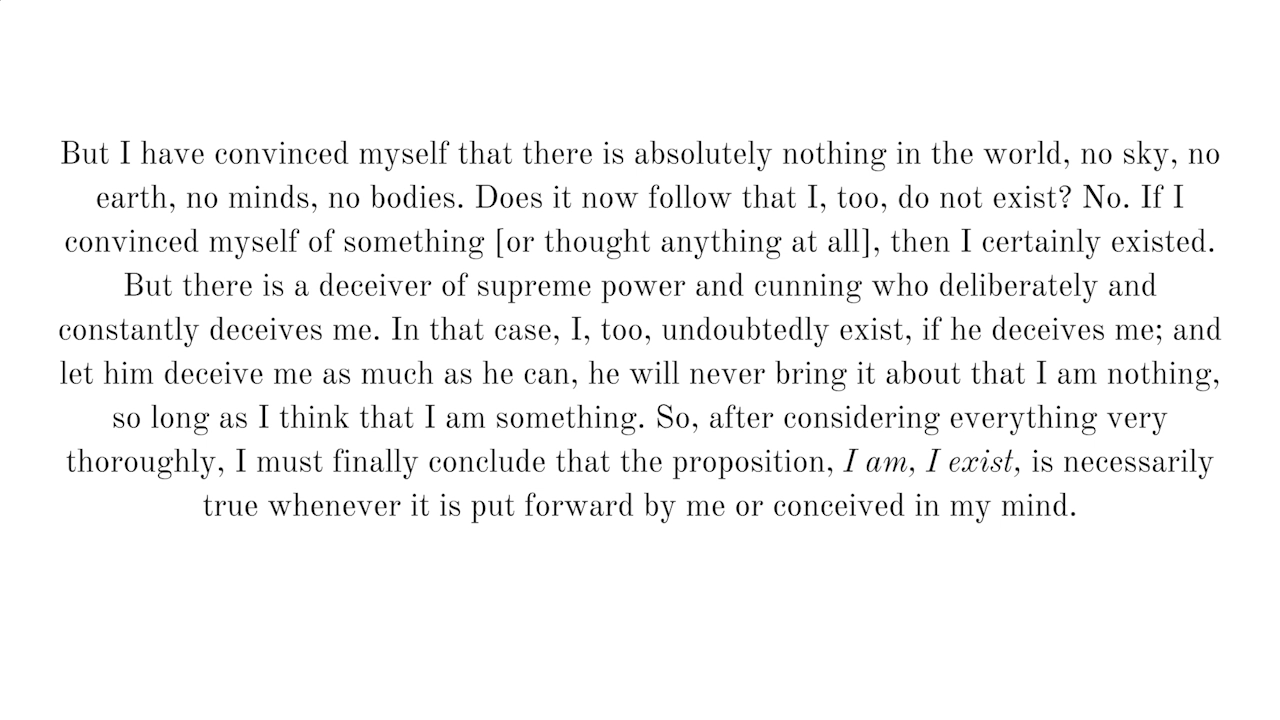 But I have convinced myself that there is absolutely nothing in the world, no sky, no
earth, no minds, no bodies. Does it now follow that I, too, do not exist? No. If I
convinced myself of something [or thought anything at all], then I certainly existed.
But there is a deceiver of supreme power and cunning who deliberately and
constantly deceives me. In that case, I, too, undoubtedly exist, if he deceives me; and
let him deceive me as much as he can, he will never bring it about that I am nothing,
so long as I think that I am something. So, after considering everything very
thoroughly, I must finally conclude that the proposition, I am, I exist, is necessarily
true whenever it is put forward by me or conceived in my mind.